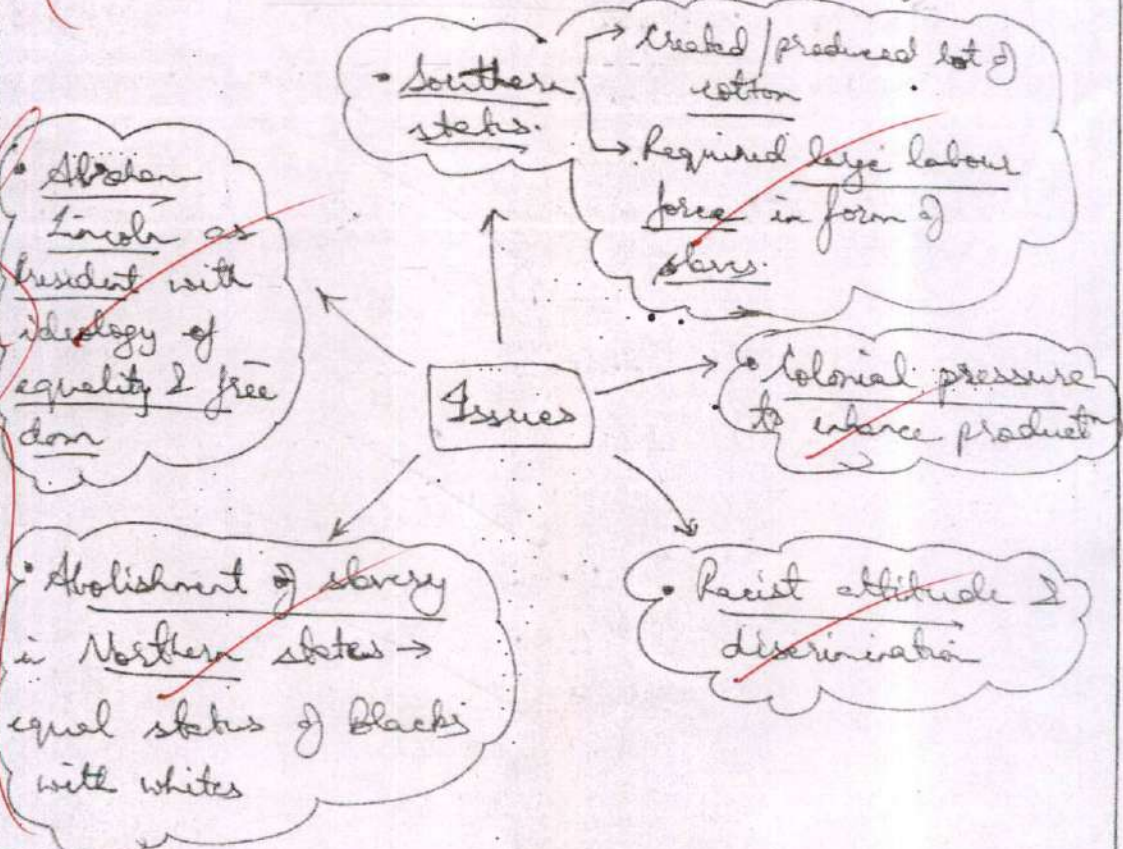 • Southern states.
→ Created / produced lot of
cotton
→ Required large labour
force in form of
slaves.
• Abraham
Lincoln as
President with
ideology of
equality & free
dom
Issues
• Colonial pressure
to enhance productn
• Abolishment of slavery
in Northern states →
equal status of Blacks
with whites
• Racist attitude &
discrimination